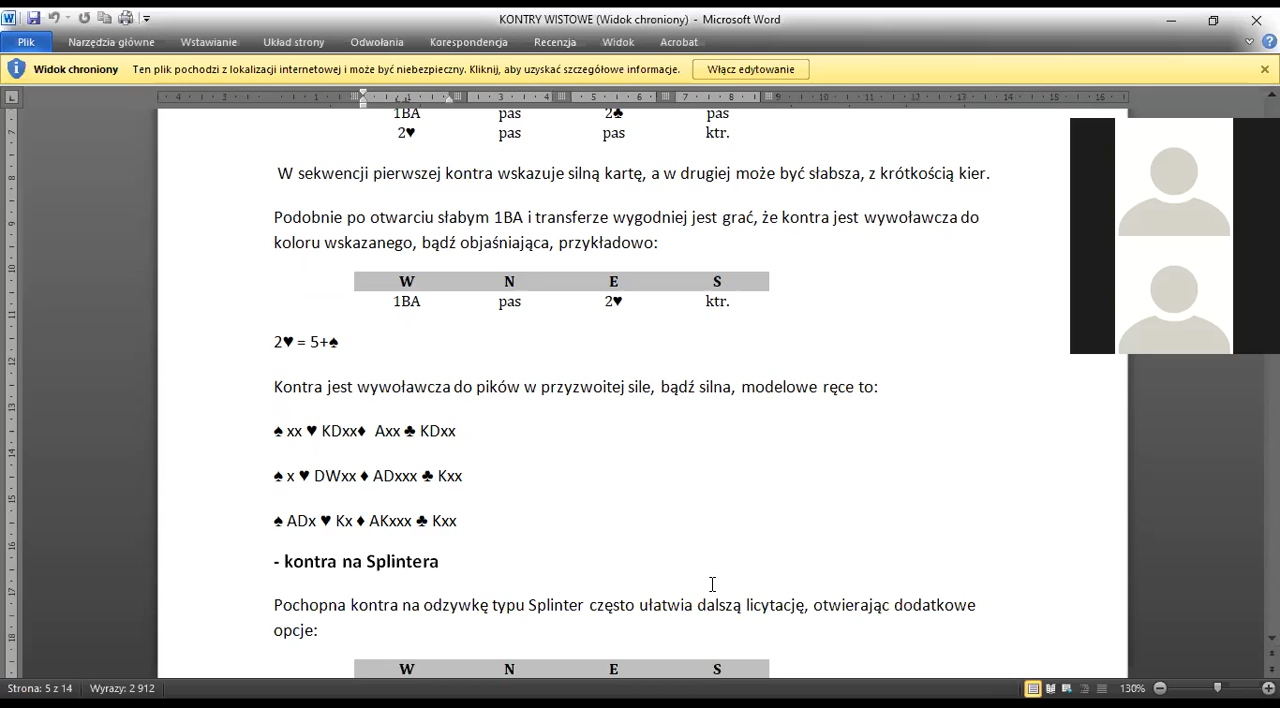 KONTRY WISTOWE (Widok chroniony) - Microsoft Word
Plik Narzędzia główne Wstawianie Układ strony Odwołania Korespondencja Recenzja Widok Acrobat
Widok chroniony Ten plik pochodzi z lokalizacji internetowej i może być niebezpieczny. Kliknij, aby uzyskać szczegółowe informacje. Włącz edytowanie
1BA pas 2♣ pas
2♥ pas pas ktr.
W sekwencji pierwszej kontra wskazuje silną kartę, a w drugiej może być słabsza, z krótkością kier.
Podobnie po otwarciu słabym 1BA i transferze wygodniej jest grać, że kontra jest wywoławcza do
koloru wskazanego, bądź objaśniająca, przykładowo:
W N E S
1BA pas 2♥ ktr.
2♥ = 5+♠
Kontra jest wywoławcza do pików w przyzwoitej sile, bądź silna, modelowe ręce to:
♠ xx ♥ KDxx♦ Axx ♣ KDxx
♠ x ♥ DWxx ♦ ADxxx ♣ Kxx
♠ ADx ♥ Kx ♦ AKxxx ♣ Kxx
- kontra na Splintera
Pochopna kontra na odzywkę typu Splinter często ułatwia dalszą licytację, otwierając dodatkowe
opcje:
W N E S
Strona: 5 z 14 Wyrazy: 2 912 130%